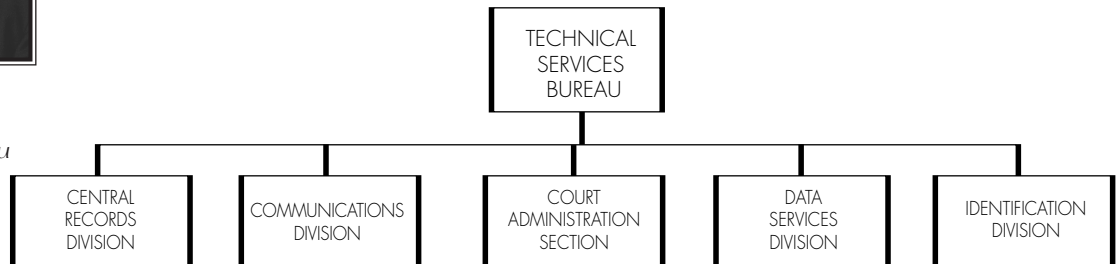 TECHNICAL
SERVICES
BUREAU
CENTRAL
RECORDS
DIVISION
COMMUNICATIONS
DIVISION
COURT
ADMINISTRATION
SECTION
DATA
SERVICES
DIVISION
IDENTIFICATION
DIVISION